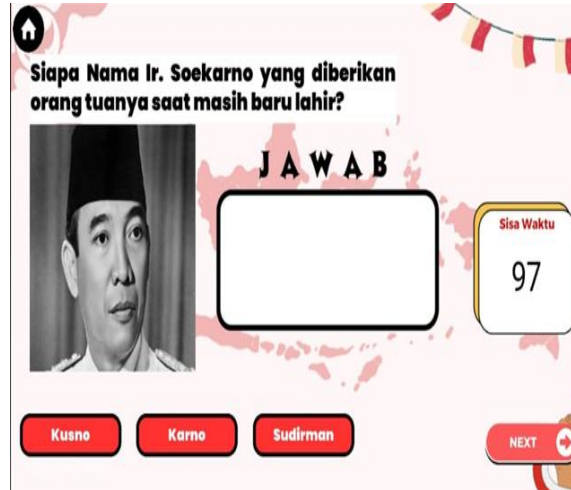 Siapa Nama Ir. Soekarno yang diberikan
orang tuanya saat masih baru lahir?
JAWAB
Sisa Waktu
97
Kusno
Karno
Sudirman
NEXT